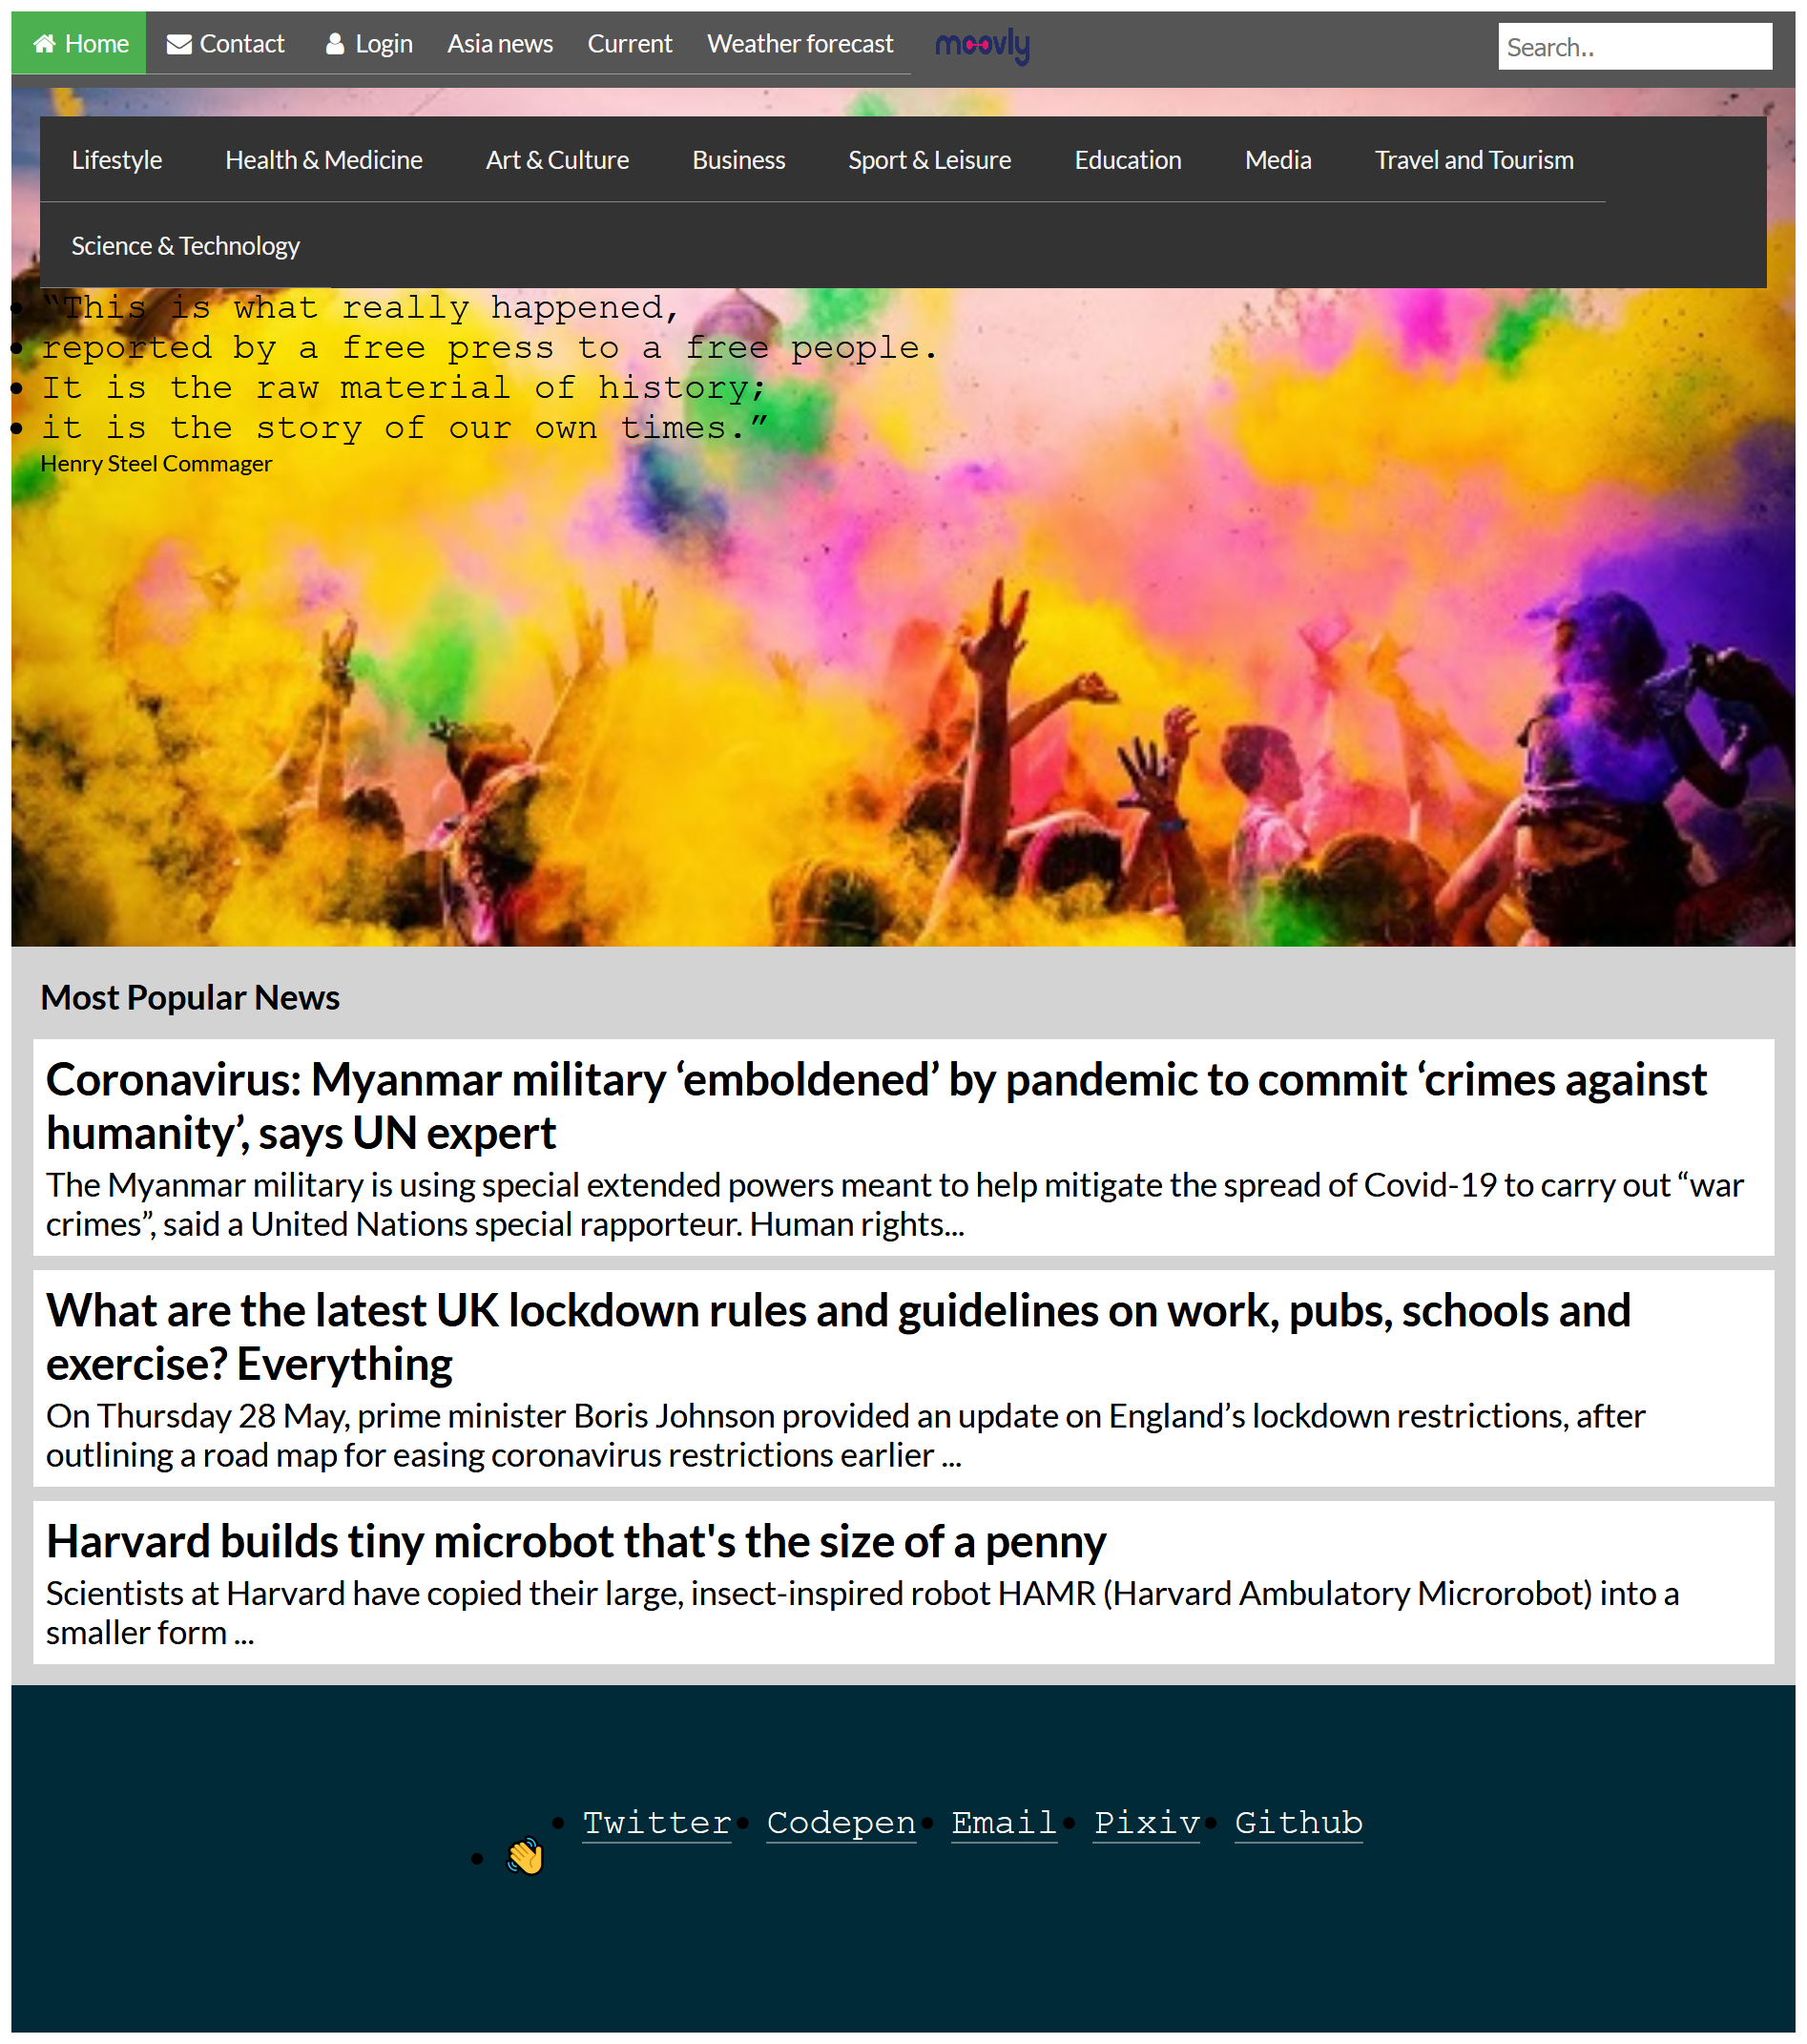 Home Contact Login Asia news Current Weather forecast moovly Search..
Lifestyle Health & Medicine Art & Culture Business Sport & Leisure Education Media Travel and Tourism
Science & Technology
“This is what really happened,
reported by a free press to a free people.
It is the raw material of history;
it is the story of our own times.”
Henry Steel Commager
Most Popular News
Coronavirus: Myanmar military ‘emboldened’ by pandemic to commit ‘crimes against
humanity’, says UN expert
The Myanmar military is using special extended powers meant to help mitigate the spread of Covid-19 to carry out “war
crimes”, said a United Nations special rapporteur. Human rights...
What are the latest UK lockdown rules and guidelines on work, pubs, schools and
exercise? Everything
On Thursday 28 May, prime minister Boris Johnson provided an update on England’s lockdown restrictions, after
outlining a road map for easing coronavirus restrictions earlier ...
Harvard builds tiny microbot that's the size of a penny
Scientists at Harvard have copied their large, insect-inspired robot HAMR (Harvard Ambulatory Microrobot) into a
smaller form ...
Twitter Codepen Email Pixiv Github